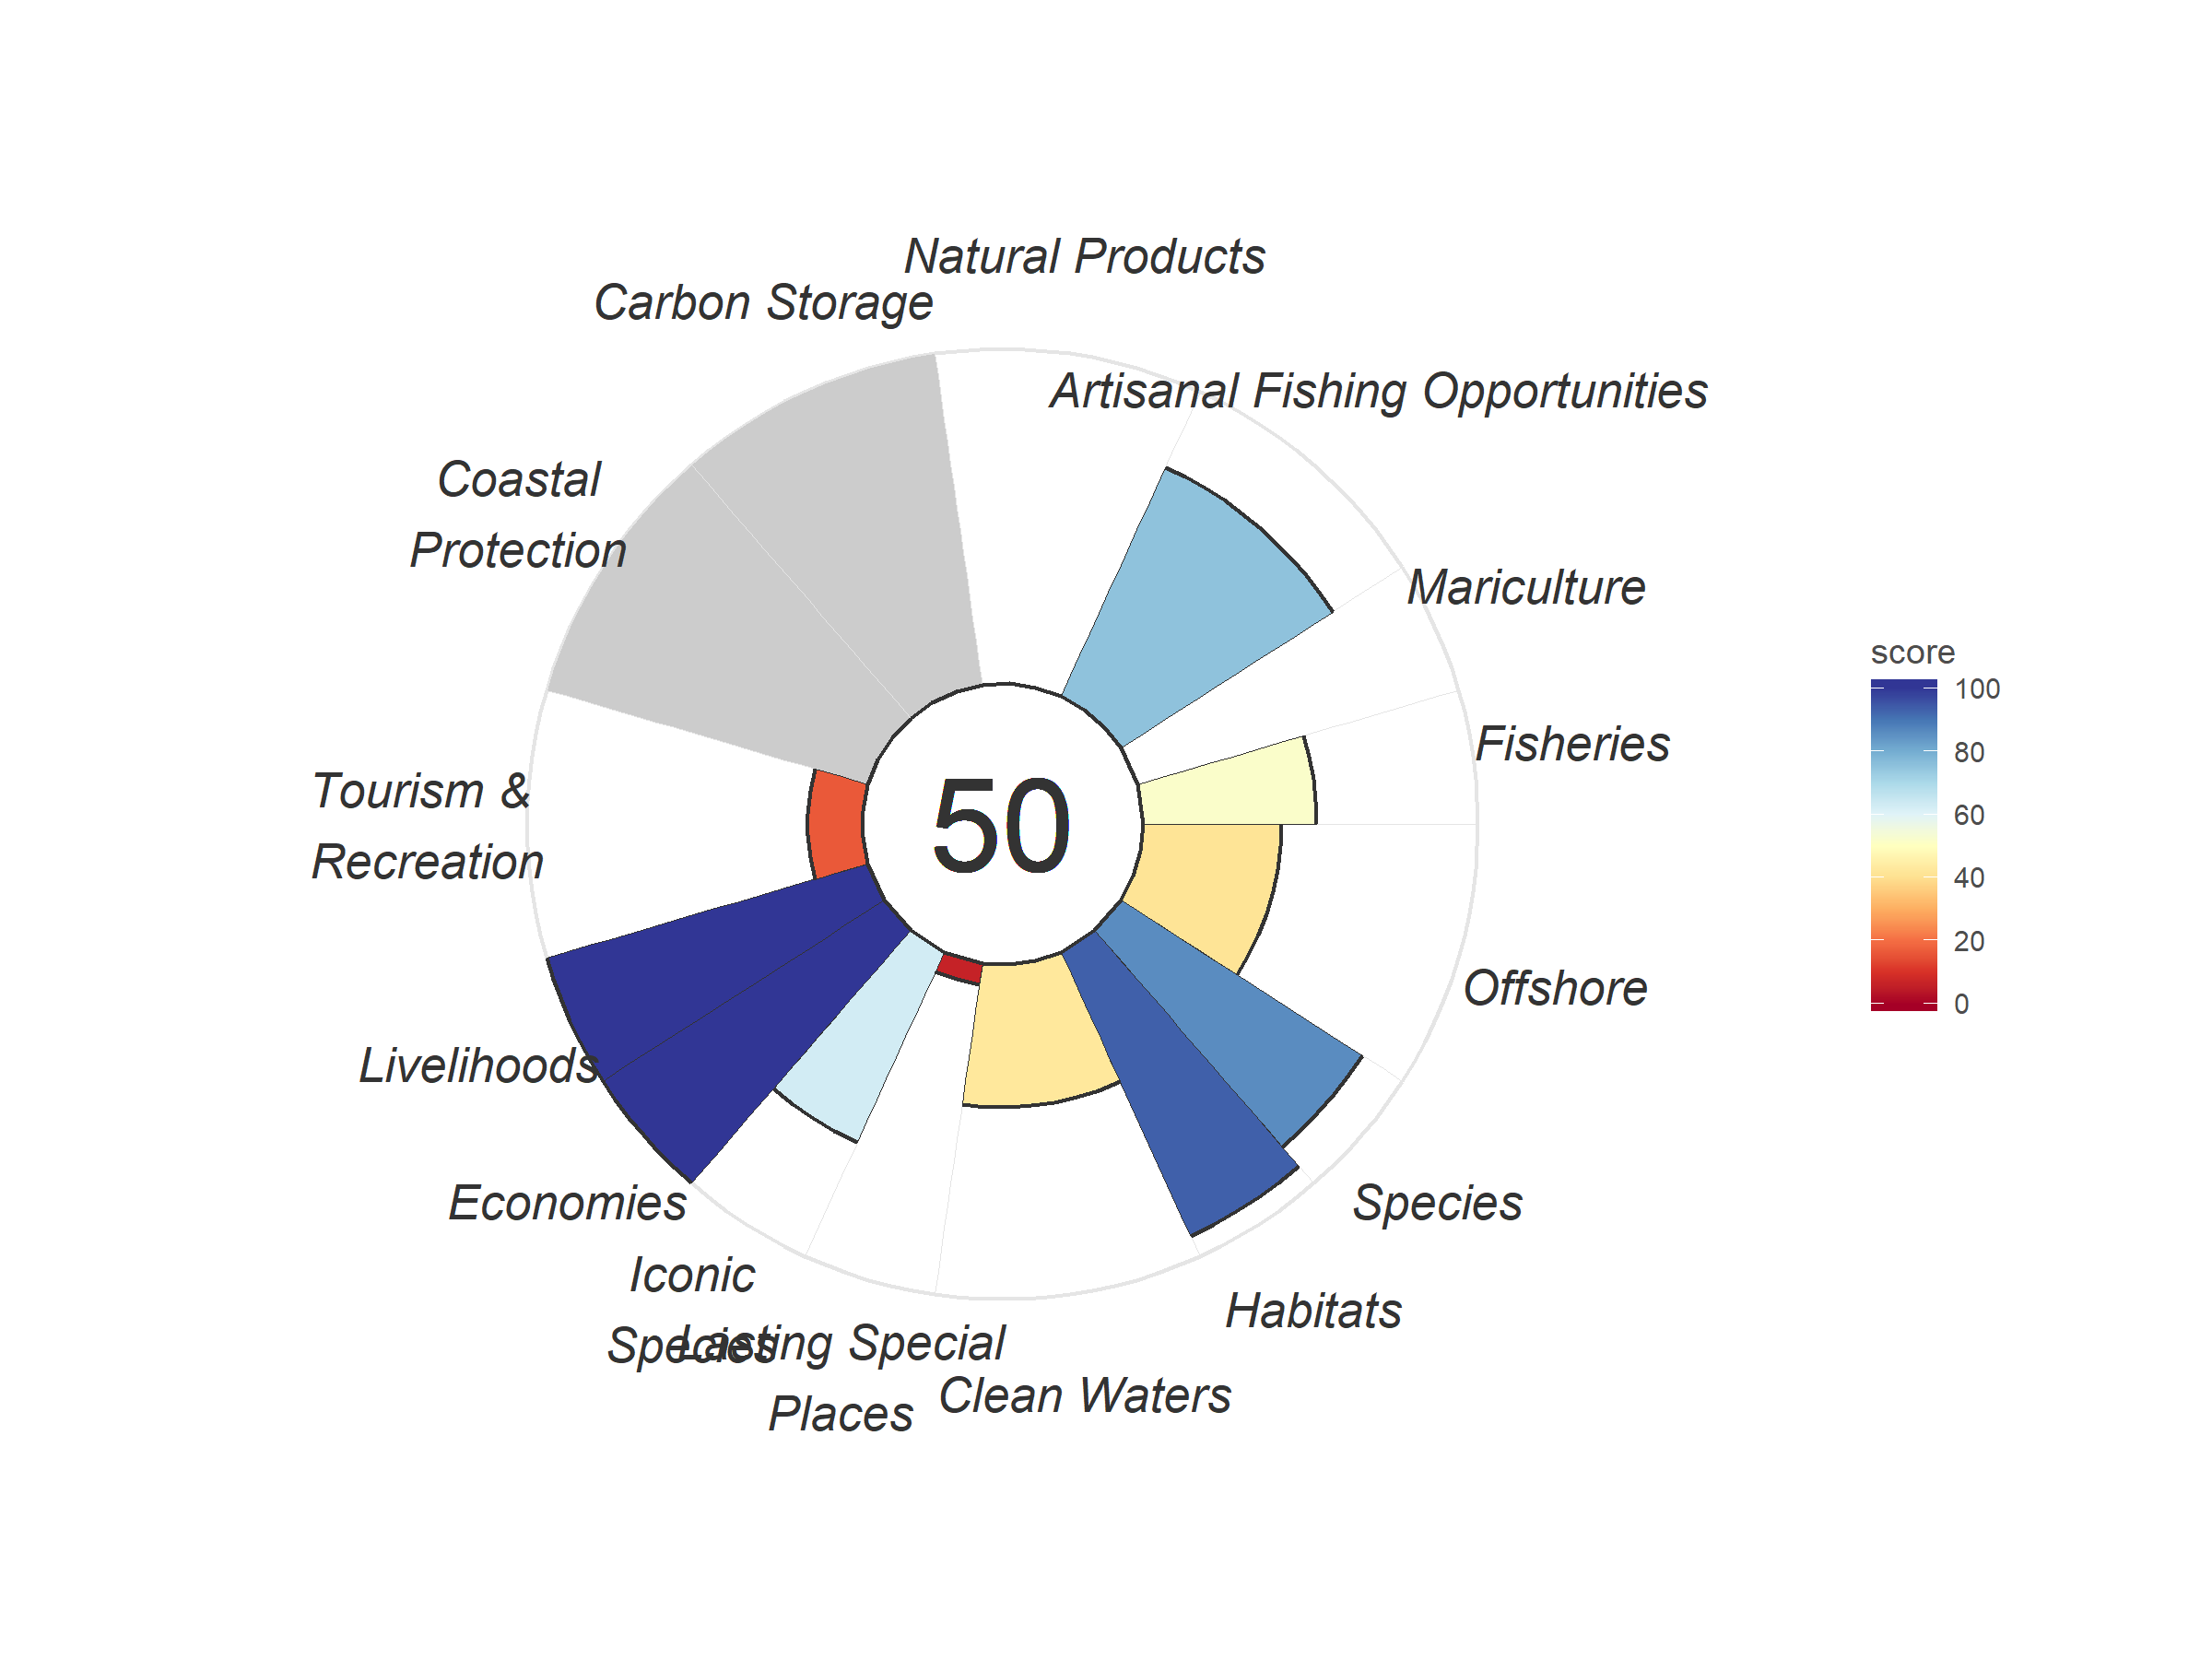 Natural Products
Carbon Storage
Artisanal Fishing Opportunities
Coastal
Protection
Mariculture
Fisheries
Tourism &
Recreation
50
Offshore
Livelihoods
Economies
Species
Iconic
Species
Habitats
Lasting Special
Places
Clean Waters
score
100
80
60
40
20
0